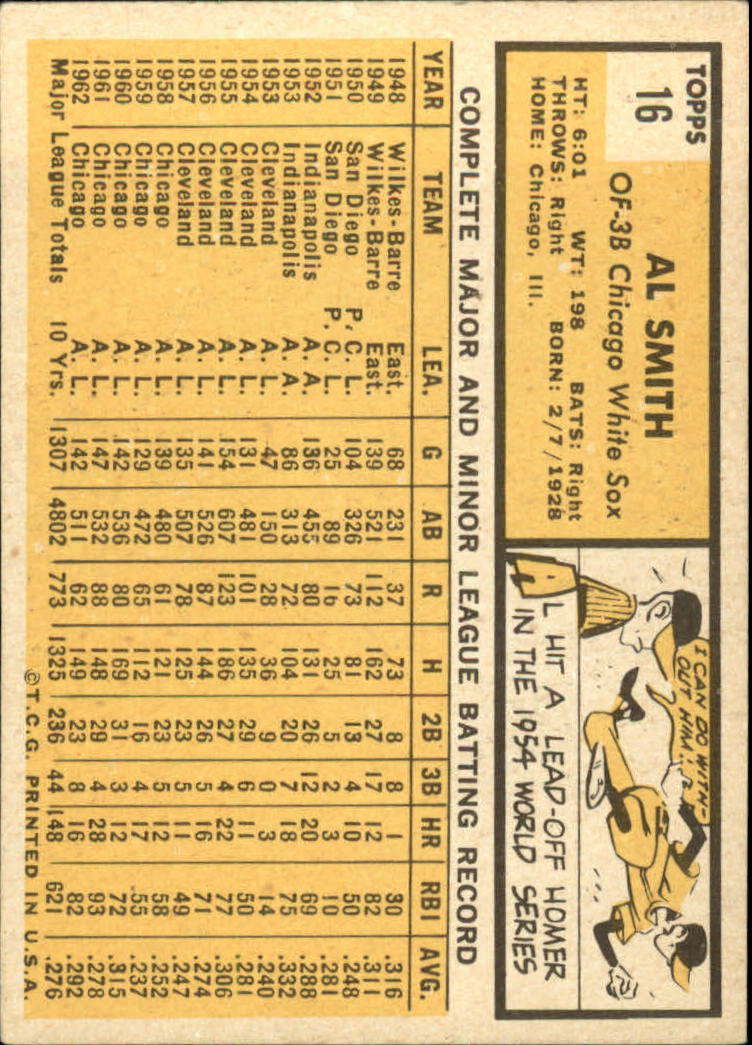 TOPPS
16
AL SMITH
OF-3B Chicago White Sox
HT: 6:01 WT: 198 BATS: Right
THROWS: Right BORN: 2/7/1928
HOME: Chicago, Ill.
I CAN DO WITH-
OUT HIM!
AL HIT A LEAD-OFF HOMER
IN THE 1954 WORLD SERIES
COMPLETE MAJOR AND MINOR LEAGUE BATTING RECORD
YEAR TEAM LEA. G AB R H 2B 3B HR RBI AVG.
1948 Wilkes-Barre East. 68 231 37 73 8 8 1 30 .316
1949 Wilkes-Barre East. 139 521 112 162 27 17 12 82 .311
1950 San Diego P. C. L. 104 326 73 81 13 4 10 50 .248
1951 San Diego P. C. L. 25 89 16 25 5 2 3 10 .281
1952 Indianapolis A. A. 136 455 80 131 26 12 20 69 .288
1953 Indianapolis A. A. 86 313 72 104 20 7 18 75 .332
1953 Cleveland A. L. 47 150 28 36 9 0 3 14 .240
1954 Cleveland A. L. 131 481 101 135 29 6 11 50 .281
1955 Cleveland A. L. 154 607 123 186 27 4 22 77 .306
1956 Cleveland A. L. 141 526 87 144 26 5 16 71 .274
1957 Cleveland A. L. 135 507 78 125 23 5 11 49 .247
1958 Chicago A. L. 139 480 61 121 23 5 12 58 .252
1959 Chicago A. L. 129 472 65 112 16 4 17 55 .237
1960 Chicago A. L. 142 536 80 169 31 3 12 72 .315
1961 Chicago A. L. 147 532 88 148 29 4 28 93 .278
1962 Chicago A. L. 142 511 62 149 23 8 16 82 .292
Major League Totals 10 Yrs. 1307 4802 773 1325 236 44 148 621 .276
©T.C.G. PRINTED IN U.S.A.